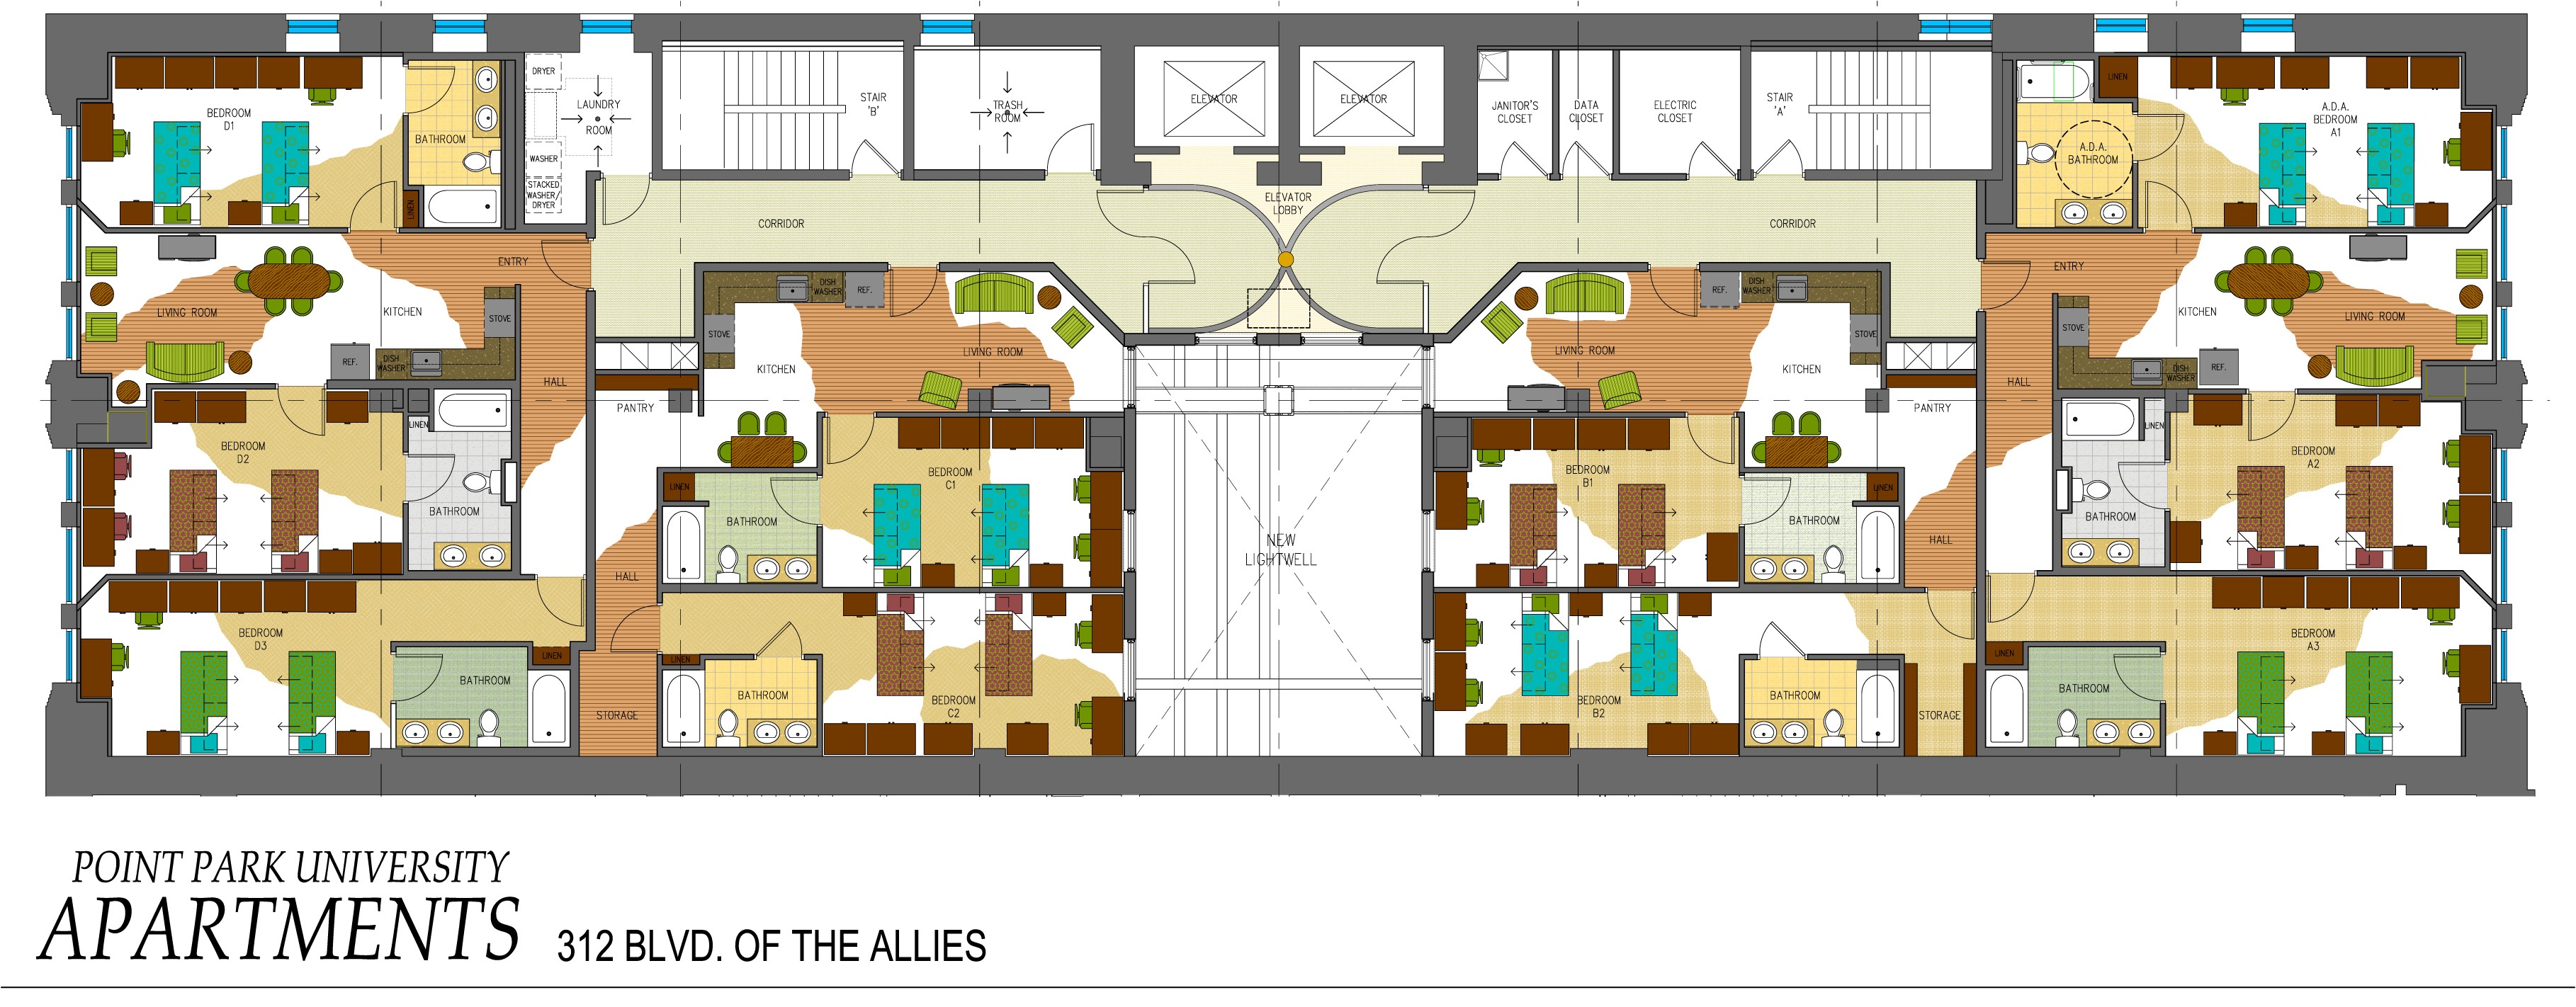 DRYER
LAUNDRY
ROOM
WASHER
STACKED
WASHER/
DRYER
STAIR
'B'
TRASH
ROOM
ELEVATOR
ELEVATOR
JANITOR'S
CLOSET
DATA
CLOSET
ELECTRIC
CLOSET
STAIR
'A'
LINEN
A.D.A.
BEDROOM
A1
BEDROOM
D1
BATHROOM
A.D.A.
BATHROOM
LINEN
CORRIDOR
ELEVATOR
LOBBY
CORRIDOR
ENTRY
ENTRY
LIVING ROOM
KITCHEN
STOVE
REF.
DISH
WASHER
DISH
WASHER
REF.
STOVE
KITCHEN
LIVING ROOM
LIVING ROOM
REF.
DISH
WASHER
STOVE
KITCHEN
STOVE
KITCHEN
LIVING ROOM
DISH
WASHER
REF.
HALL
PANTRY
PANTRY
HALL
BEDROOM
D2
LINEN
BATHROOM
LINEN
BATHROOM
BEDROOM
C1
BEDROOM
B1
LINEN
BATHROOM
LINEN
BATHROOM
BEDROOM
A2
NEW
LIGHTWELL
HALL
HALL
BEDROOM
D3
LINEN
BATHROOM
STORAGE
LINEN
BATHROOM
BEDROOM
C2
BEDROOM
B2
BATHROOM
STORAGE
LINEN
BATHROOM
BEDROOM
A3
POINT PARK UNIVERSITY
APARTMENTS
312 BLVD. OF THE ALLIES